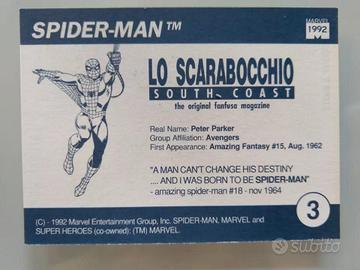 SPIDER-MAN™
MARVEL
1992
LO SCARABOCCHIO
SOUTH COAST
the original fanfusa magazine
Real Name: Peter Parker
Group Affiliation: Avengers
First Appearance: Amazing Fantasy #15, Aug. 1962
"A MAN CAN'T CHANGE HIS DESTINY
.... AND I WAS BORN TO BE SPIDER-MAN"
- amazing spider-man #18 - nov 1964
3
(C) - 1992 Marvel Entertainment Group, Inc. SPIDER-MAN, MARVEL and
SUPER HEROES (co-owned): (TM) MARVEL.
subito